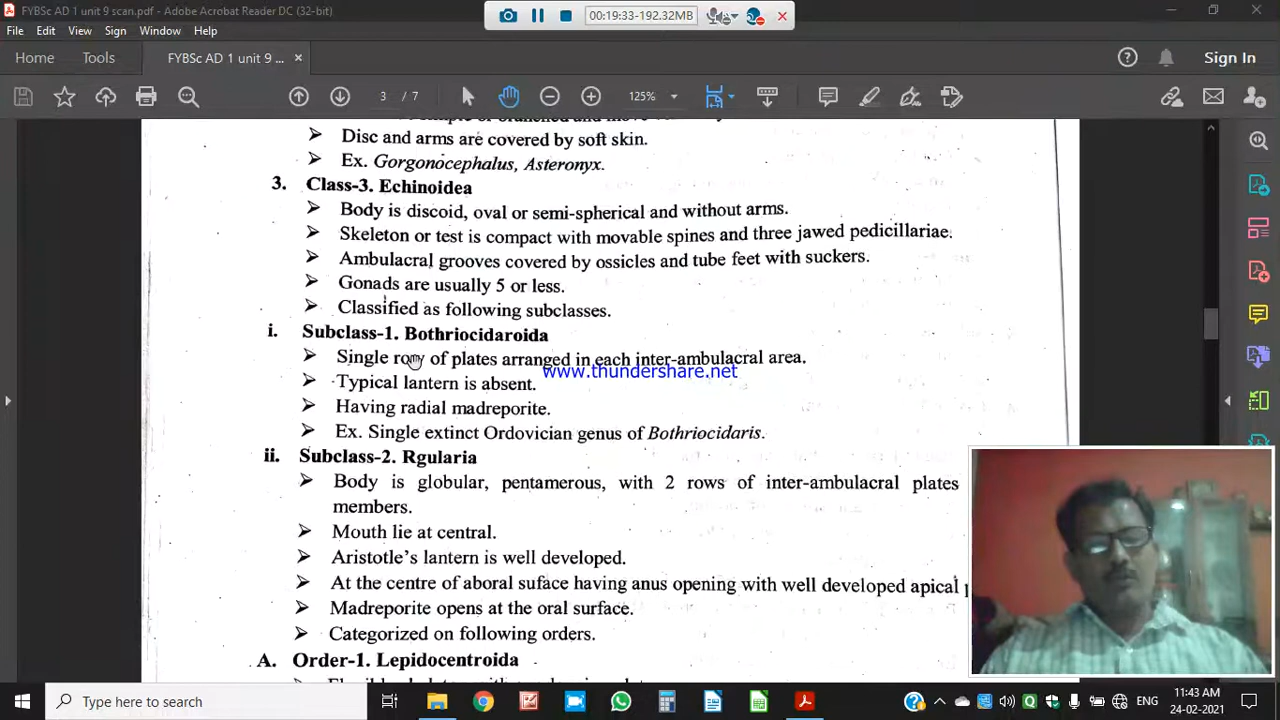 FYBSc AD 1 unit 9 scan.pdf - Adobe Acrobat Reader DC (32-bit)
00:19:33-192.32MB
File Edit View Sign Window Help
Home Tools FYBSc AD 1 unit 9 ... Sign In
3 / 7 125%
Disc and arms are covered by soft skin.
Ex. Gorgonocephalus, Asteronyx.
3. Class-3. Echinoidea
Body is discoid, oval or semi-spherical and without arms.
Skeleton or test is compact with movable spines and three jawed pedicillariae.
Ambulacral grooves covered by ossicles and tube feet with suckers.
Gonads are usually 5 or less.
Classified as following subclasses.
i. Subclass-1. Bothriocidaroida
Single row of plates arranged in each inter-ambulacral area.
www.thundershare.net
Typical lantern is absent.
Having radial madreporite.
Ex. Single extinct Ordovician genus of Bothriocidaris.
ii. Subclass-2. Rgularia
Body is globular, pentamerous, with 2 rows of inter-ambulacral plates
members.
Mouth lie at central.
Aristotle's lantern is well developed.
At the centre of aboral suface having anus opening with well developed apical
Madreporite opens at the oral surface.
Categorized on following orders.
A. Order-1. Lepidocentroida
Type here to search
ENG
11:43 AM
24-02-2021